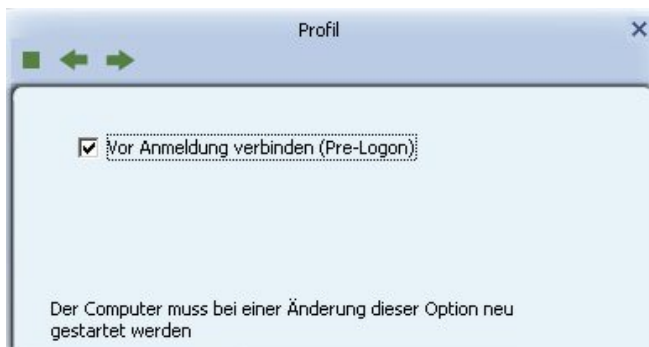 Profil
Vor Anmeldung verbinden (Pre-Logon)
Der Computer muss bei einer Änderung dieser Option neu
gestartet werden